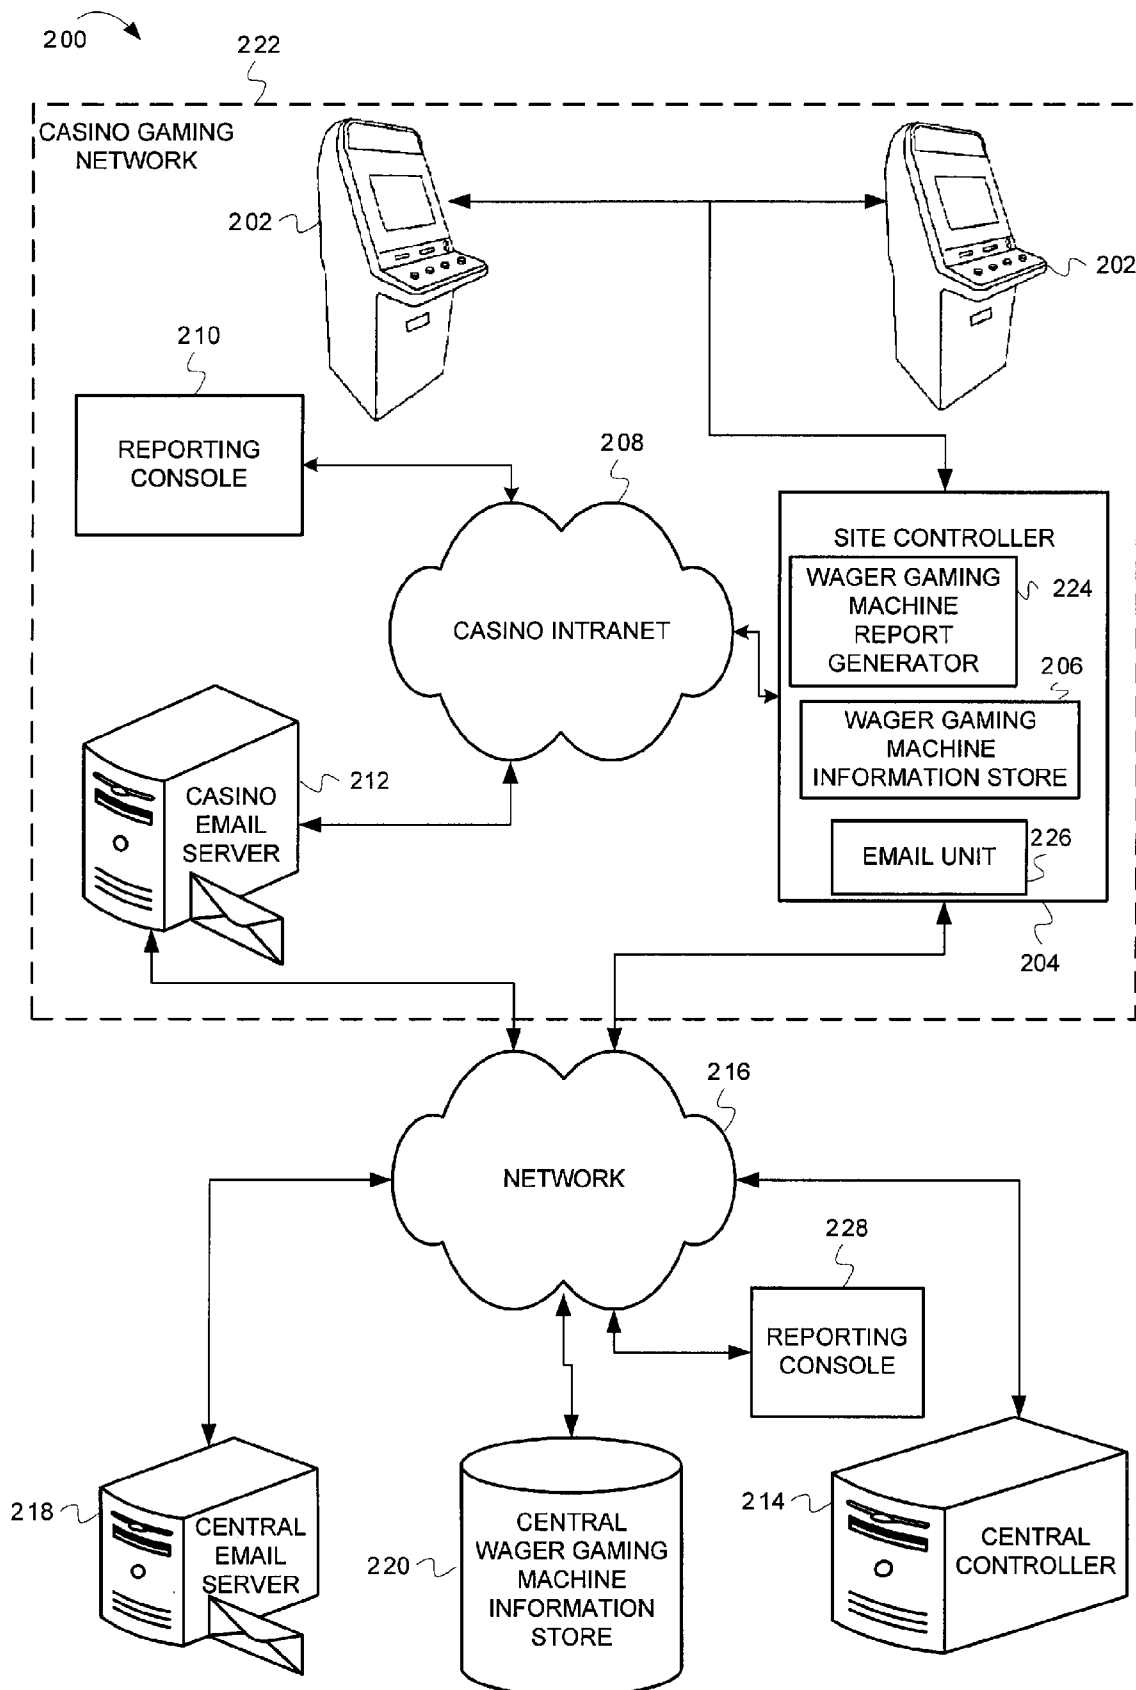 200
222
CASINO GAMING
NETWORK
202
202
210
REPORTING
CONSOLE
208
CASINO INTRANET
SITE CONTROLLER
WAGER GAMING
MACHINE
REPORT
GENERATOR
224
206
WAGER GAMING
MACHINE
INFORMATION STORE
EMAIL UNIT
226
204
212
CASINO
EMAIL
SERVER
216
NETWORK
228
REPORTING
CONSOLE
218
CENTRAL
EMAIL
SERVER
220
CENTRAL
WAGER GAMING
MACHINE
INFORMATION
STORE
214
CENTRAL
CONTROLLER